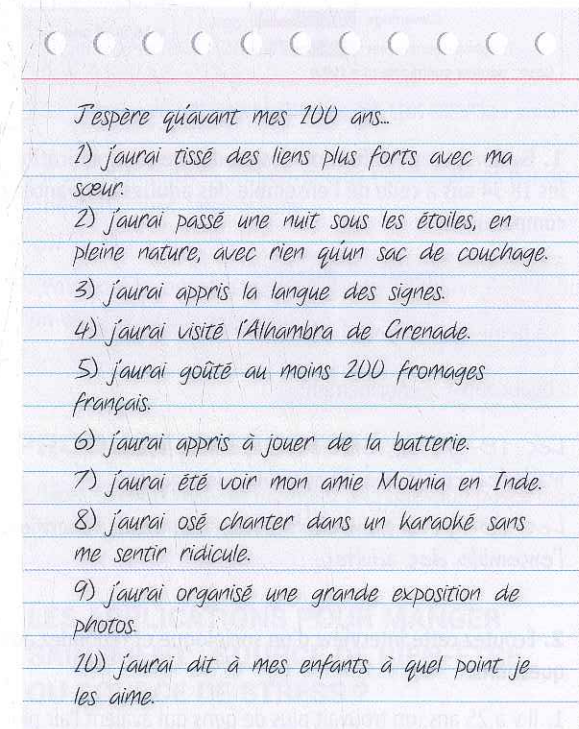 J'espère qu'avant mes 100 ans...
1) j'aurai tissé des liens plus forts avec ma
sœur.
2) j'aurai passé une nuit sous les étoiles, en
pleine nature, avec rien qu'un sac de couchage.
3) j'aurai appris la langue des signes.
4) j'aurai visité l'Alhambra de Grenade.
5) j'aurai goûté au moins 200 fromages
français.
6) j'aurai appris à jouer de la batterie.
7) j'aurai été voir mon amie Mounia en Inde.
8) j'aurai osé chanter dans un karaoké sans
me sentir ridicule.
9) j'aurai organisé une grande exposition de
photos.
10) j'aurai dit à mes enfants à quel point je
les aime.